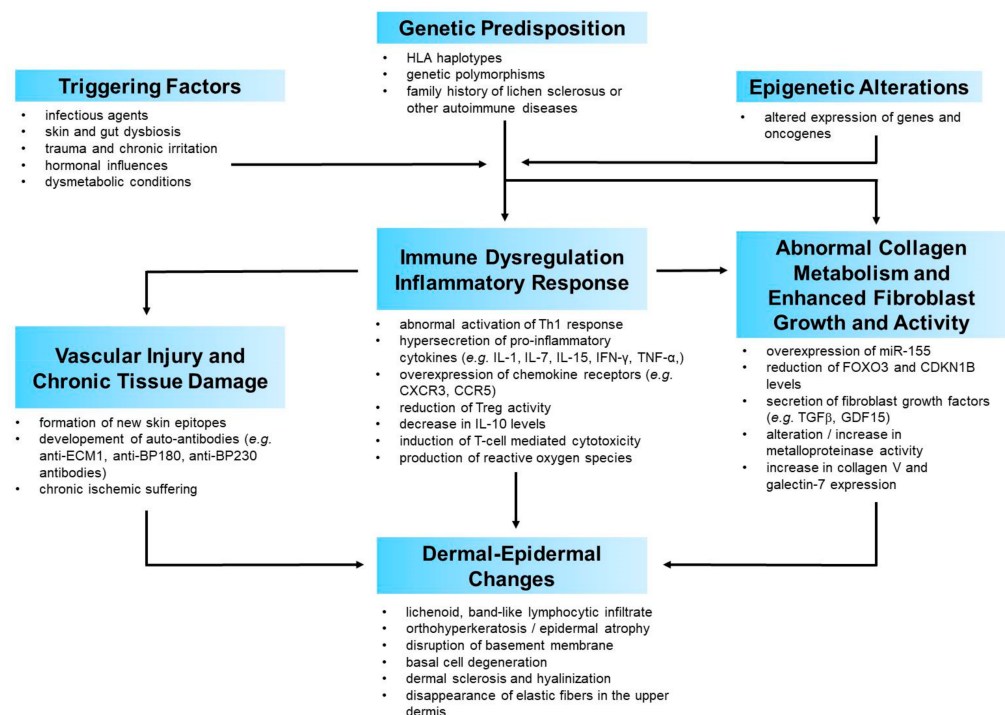 Genetic Predisposition
• HLA haplotypes
• genetic polymorphisms
• family history of lichen sclerosus or
other autoimmune diseases
Triggering Factors
• infectious agents
• skin and gut dysbiosis
• trauma and chronic irritation
• hormonal influences
• dysmetabolic conditions
Epigenetic Alterations
• altered expression of genes and
oncogenes
Immune Dysregulation
Inflammatory Response
• abnormal activation of Th1 response
• hypersecretion of pro-inflammatory
cytokines (e.g. IL-1, IL-7, IL-15, IFN-γ, TNF-α,)
• overexpression of chemokine receptors (e.g.
CXCR3, CCR5)
• reduction of Treg activity
• decrease in IL-10 levels
• induction of T-cell mediated cytotoxicity
• production of reactive oxygen species
Abnormal Collagen
Metabolism and
Enhanced Fibroblast
Growth and Activity
• overexpression of miR-155
• reduction of FOXO3 and CDKN1B
levels
• secretion of fibroblast growth factors
(e.g. TGFβ, GDF15)
• alteration / increase in
metalloproteinase activity
• increase in collagen V and
galectin-7 expression
Vascular Injury and
Chronic Tissue Damage
• formation of new skin epitopes
• developement of auto-antibodies (e.g.
anti-ECM1, anti-BP180, anti-BP230
antibodies)
• chronic ischemic suffering
Dermal-Epidermal
Changes
• lichenoid, band-like lymphocytic infiltrate
• orthohyperkeratosis / epidermal atrophy
• disruption of basement membrane
• basal cell degeneration
• dermal sclerosis and hyalinization
• disappearance of elastic fibers in the upper
dermis